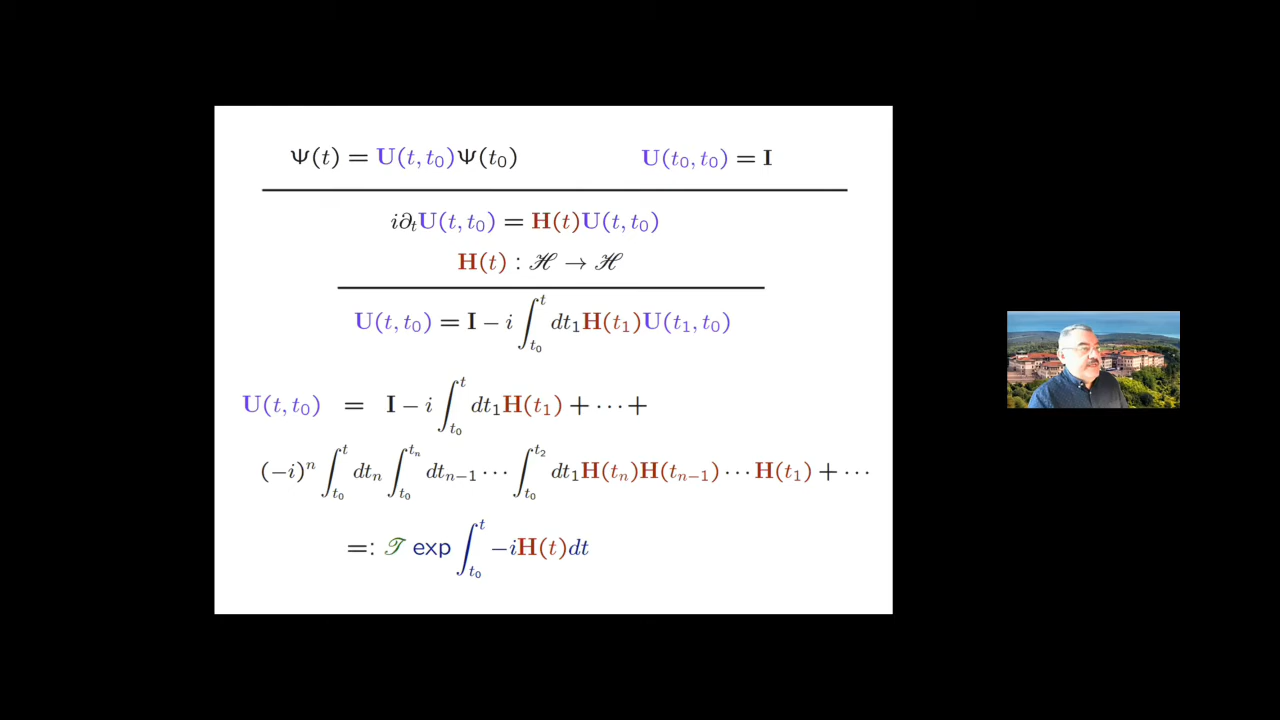 Ψ(t) = U(t, t₀)Ψ(t₀) U(t₀, t₀) = I
i∂ₜU(t, t₀) = H(t)U(t, t₀)
H(t) : ℋ → ℋ
U(t, t₀) = I − i ∫_{t₀}^{t} dt₁H(t₁)U(t₁, t₀)
U(t, t₀) = I − i ∫_{t₀}^{t} dt₁H(t₁) + ··· +
(−i)ⁿ ∫_{t₀}^{t} dtₙ ∫_{t₀}^{tₙ} dtₙ₋₁ ··· ∫_{t₀}^{t₂} dt₁H(tₙ)H(tₙ₋₁) ··· H(t₁) + ···
=: 𝒯 exp ∫_{t₀}^{t} −iH(t)dt